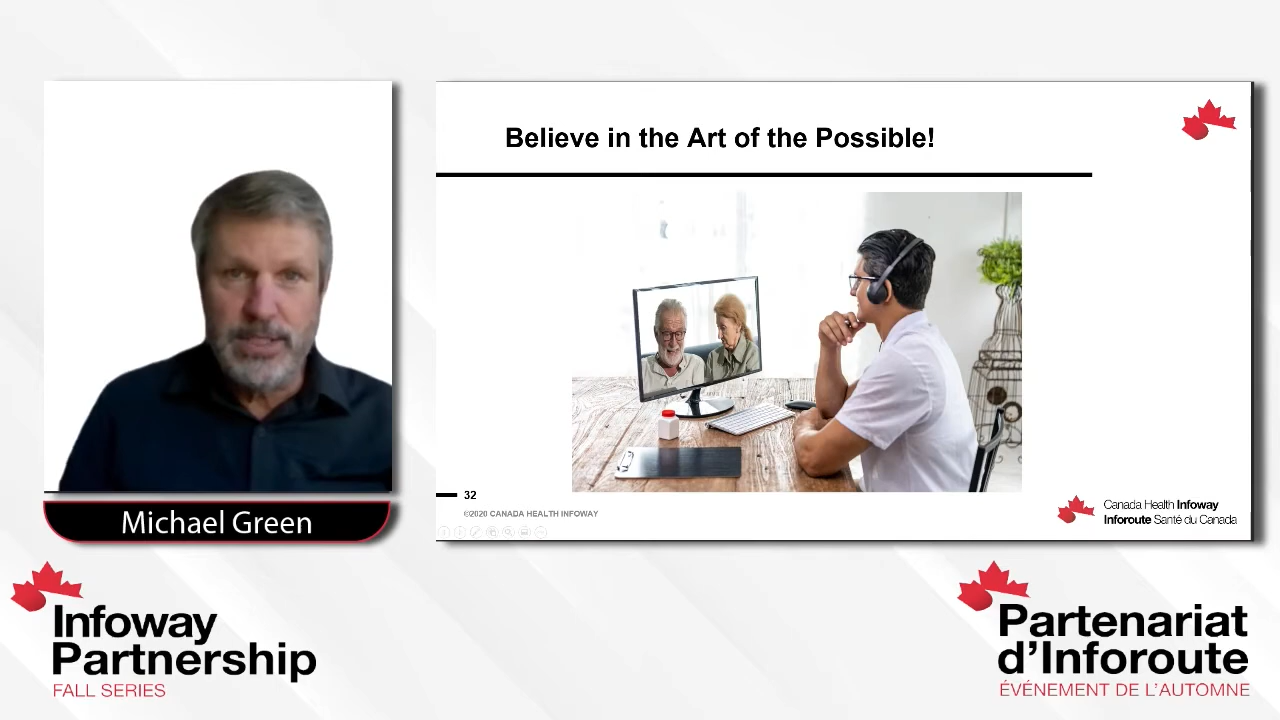 Believe in the Art of the Possible!
32
©2020 CANADA HEALTH INFOWAY
Canada Health Infoway
Inforoute Santé du Canada
Michael Green
Infoway
Partnership
FALL SERIES
Partenariat
d’Inforoute
ÉVÉNEMENT DE L’AUTOMNE